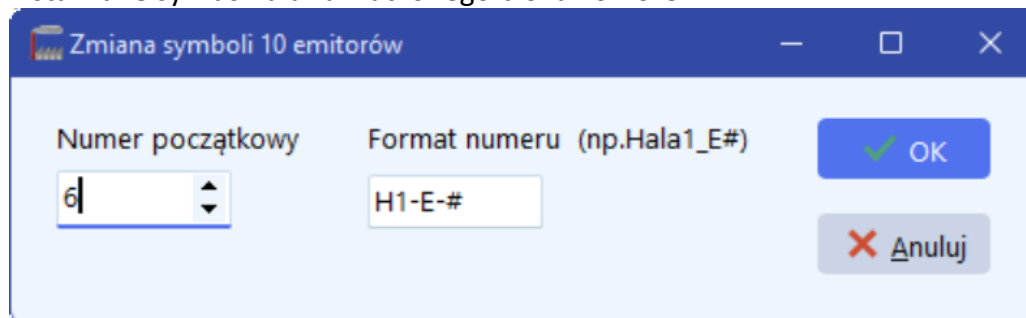 Zmiana symboli 10 emitorów
Numer początkowy
Format numeru (np.Hala1_E#)
OK
6
H1-E-#
Anuluj